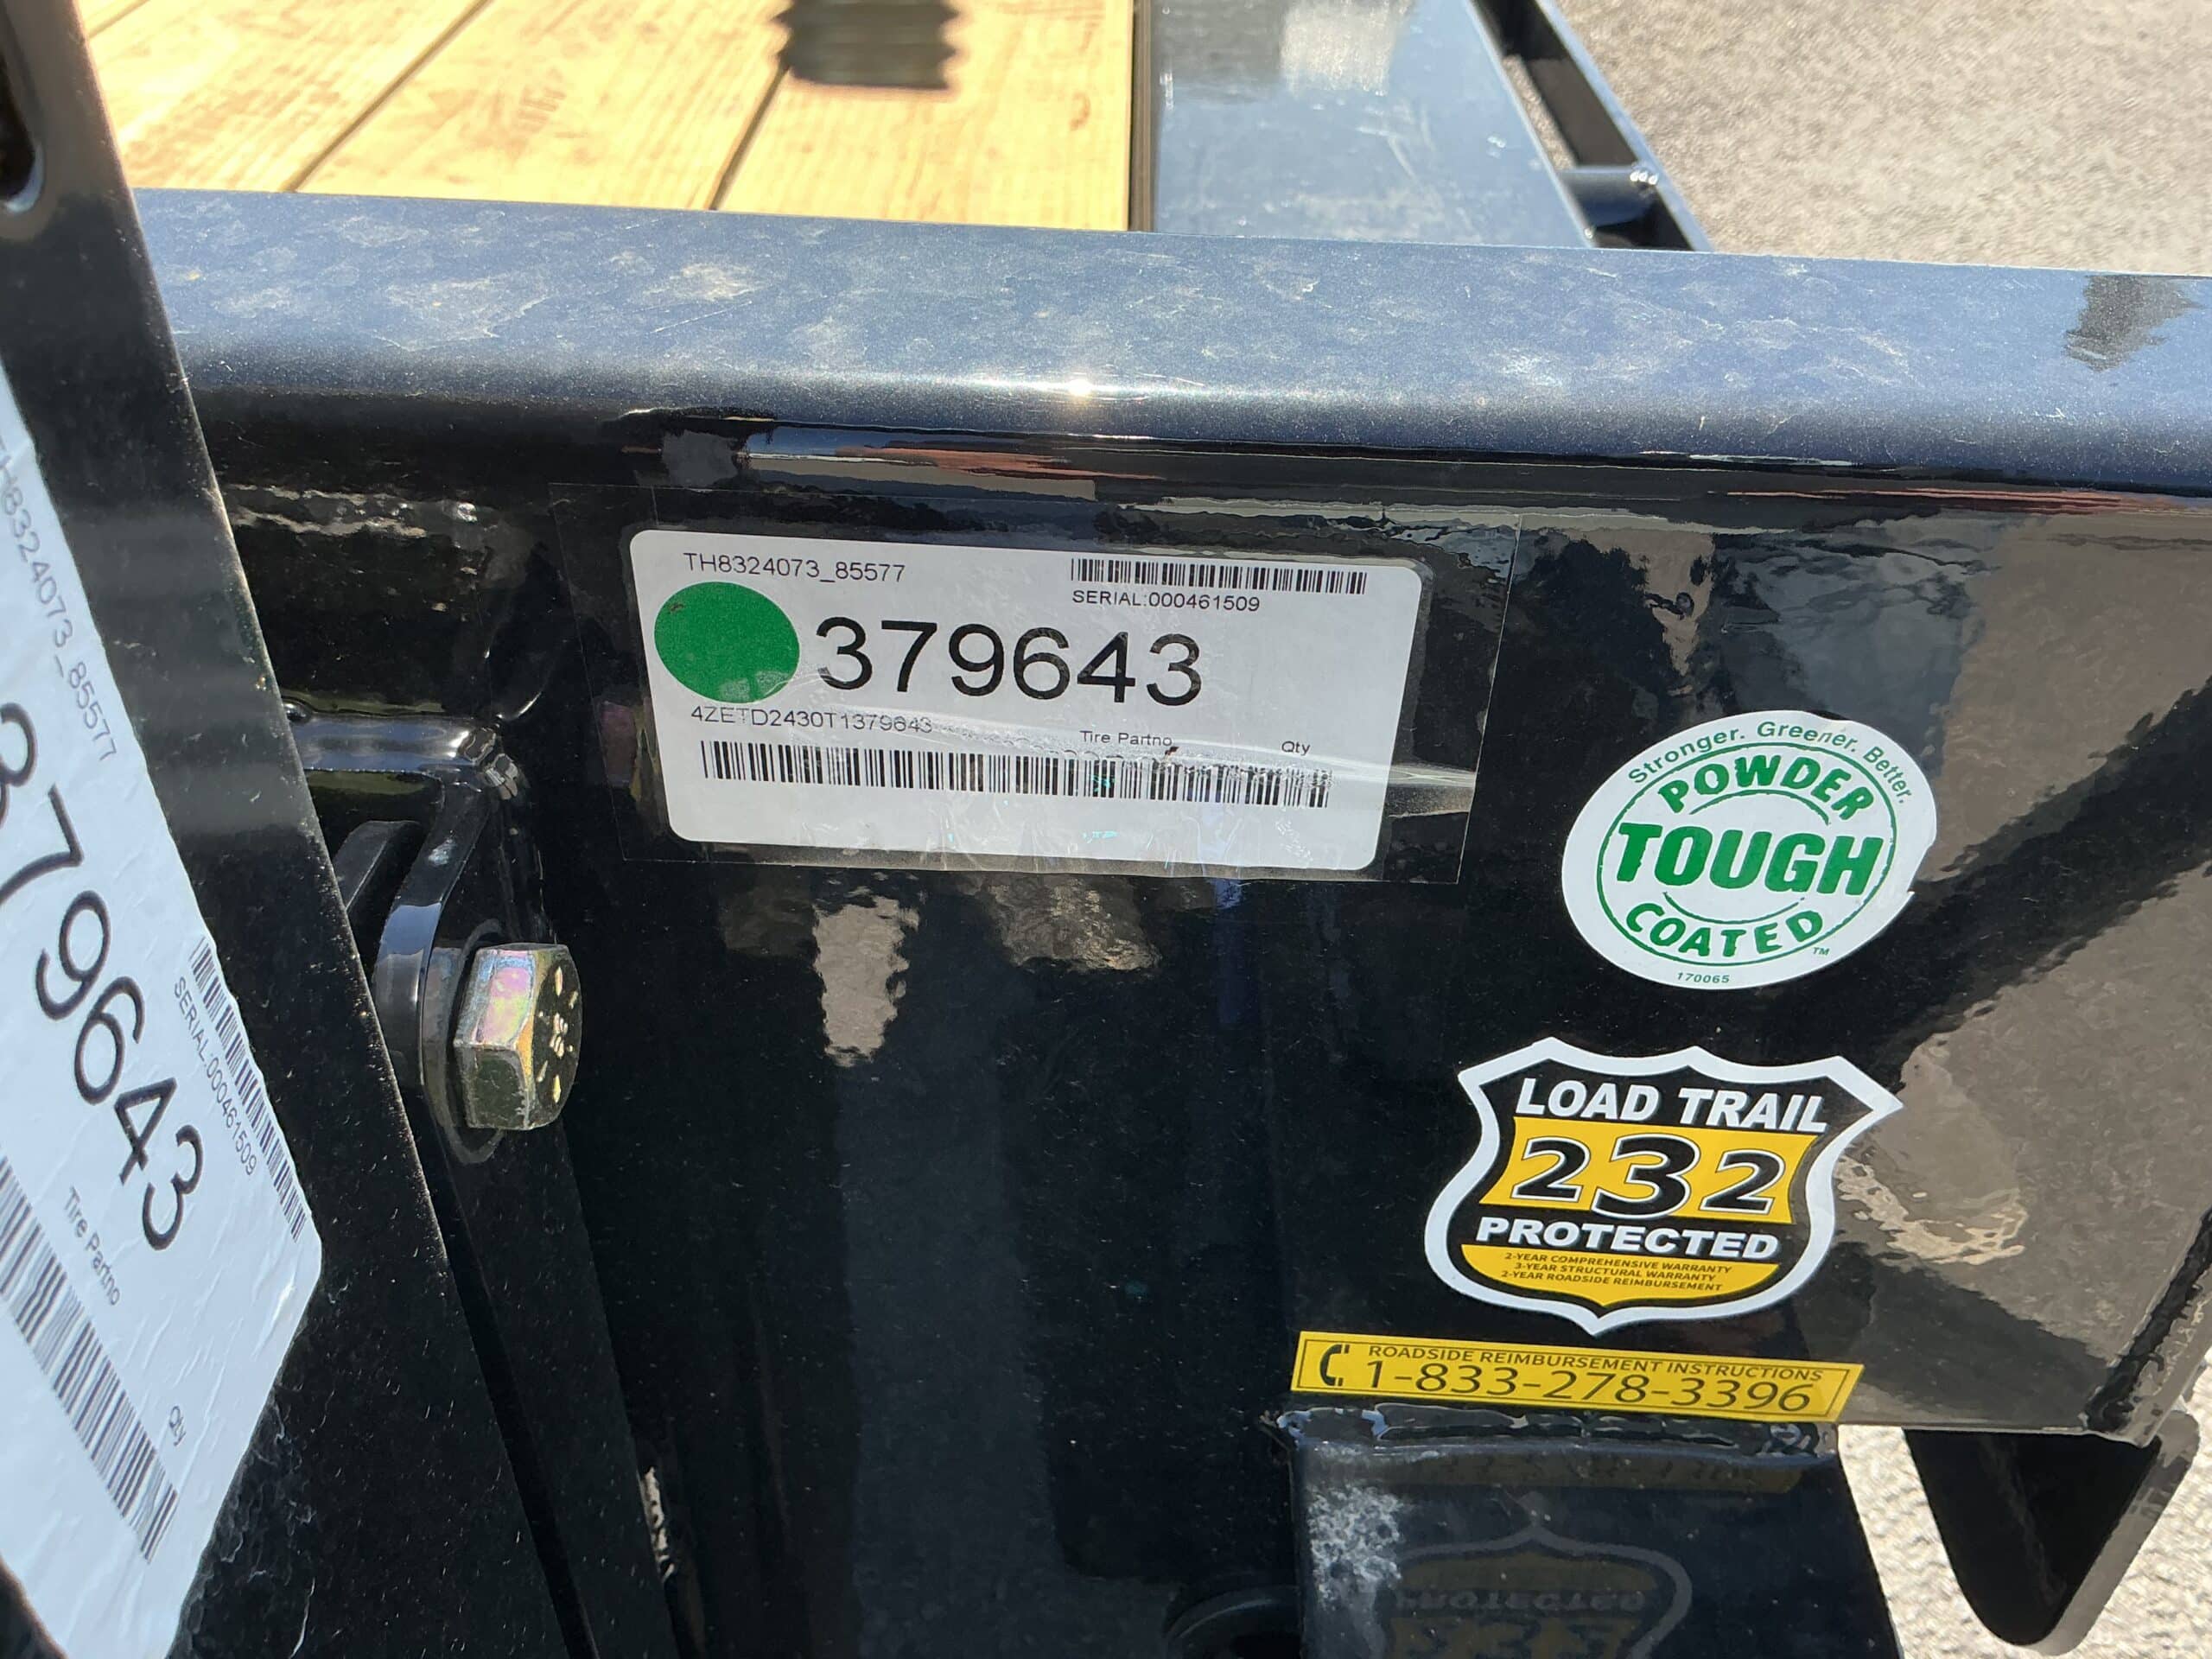 TH8324073_85577
SERIAL:000461509
379643
4ZETD2430T1379643
Tire Partno
Qty
Stronger. Greener. Better.
POWDER
TOUGH
COATED™
170065
LOAD TRAIL
232
PROTECTED
2-YEAR COMPREHENSIVE WARRANTY
3-YEAR STRUCTURAL WARRANTY
2-YEAR ROADSIDE REIMBURSEMENT
ROADSIDE REIMBURSEMENT INSTRUCTIONS
1-833-278-3396
TH8324073_85577
379643
SERIAL:000461509
Tire Partno
Qty